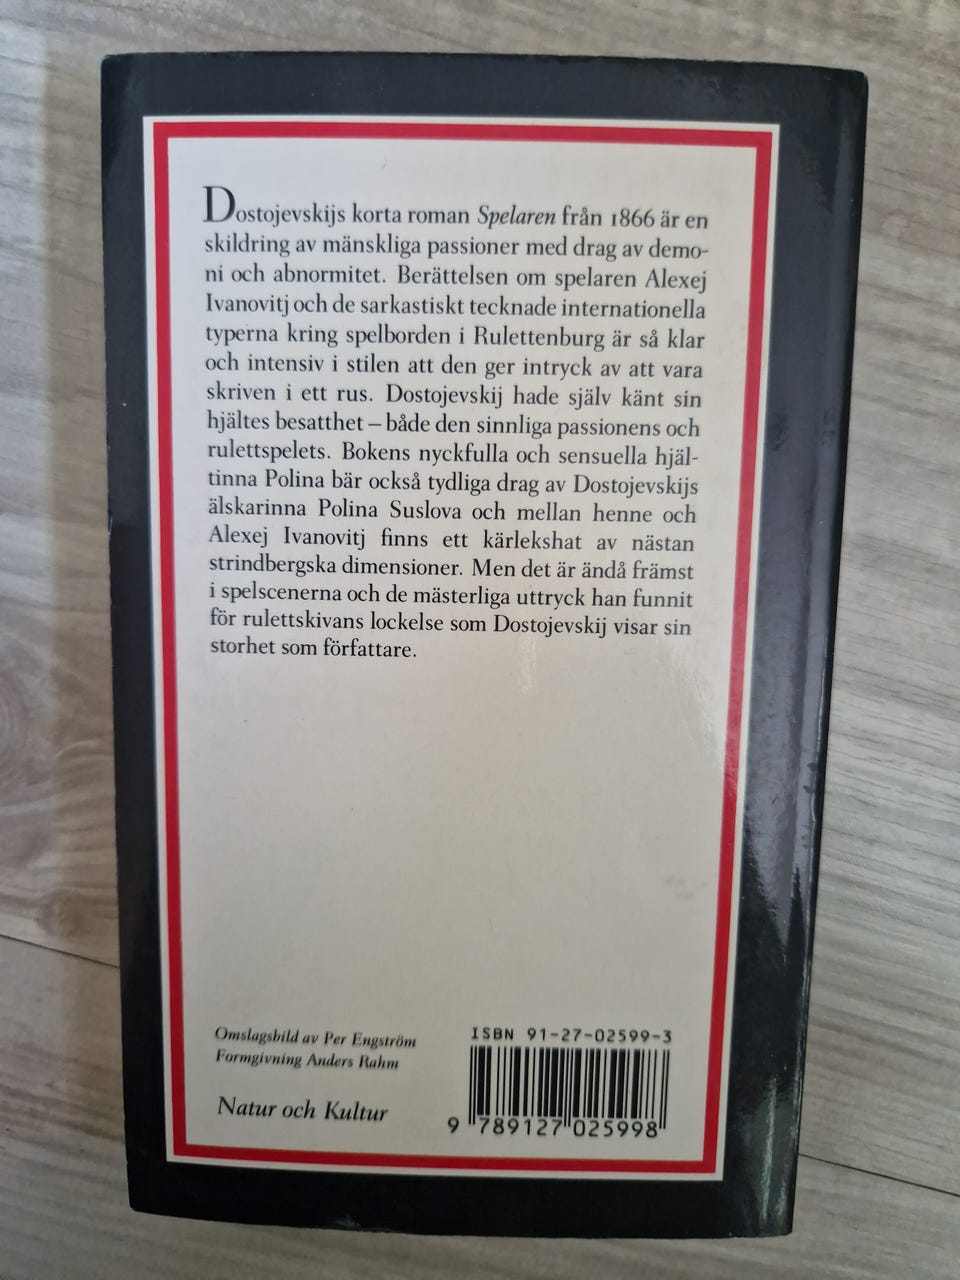 Dostojevskijs korta roman Spelaren från 1866 är en
skildring av mänskliga passioner med drag av demo-
ni och abnormitet. Berättelsen om spelaren Alexej
Ivanovitj och de sarkastiskt tecknade internationella
typerna kring spelborden i Rulettenburg är så klar
och intensiv i stilen att den ger intryck av att vara
skriven i ett rus. Dostojevskij hade själv känt sin
hjältes besatthet – både den sinnliga passionens och
rulettspelets. Bokens nyckfulla och sensuella hjäl-
tinna Polina bär också tydliga drag av Dostojevskijs
älskarinna Polina Suslova och mellan henne och
Alexej Ivanovitj finns ett kärlekshat av nästan
strindbergska dimensioner. Men det är ändå främst
i spelscenerna och de mästerliga uttryck han funnit
för rulettskivans lockelse som Dostojevskij visar sin
storhet som författare.
Omslagsbild av Per Engström
Formgivning Anders Rahm
Natur och Kultur
ISBN 91-27-02599-3
9 789127 025998